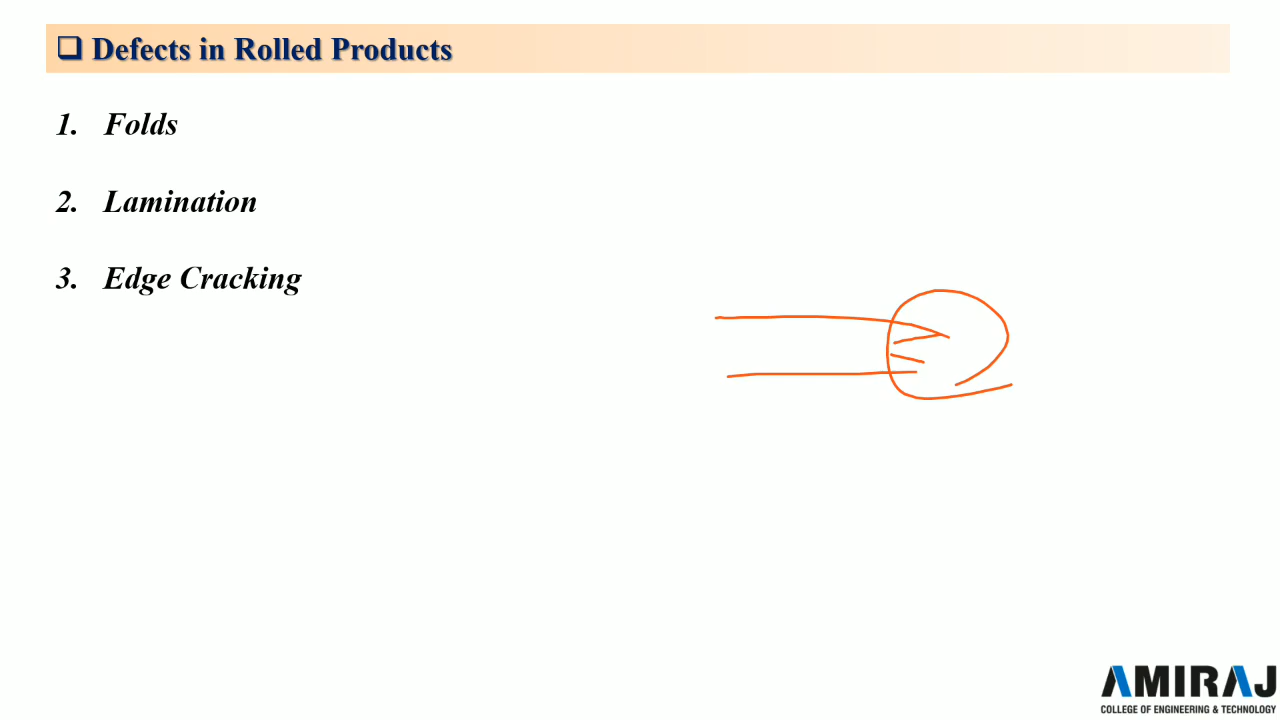 ❑ Defects in Rolled Products
1. Folds
2. Lamination
3. Edge Cracking
AMIRAJ
COLLEGE OF ENGINEERING & TECHNOLOGY